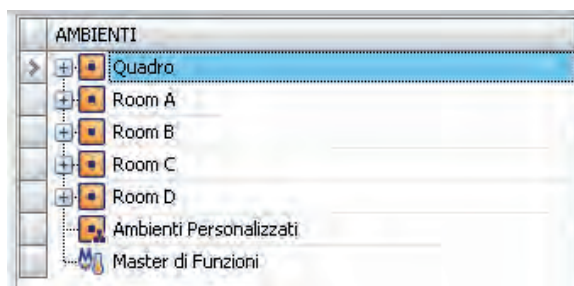 AMBIENTI
Quadro
Room A
Room B
Room C
Room D
Ambienti Personalizzati
Master di Funzioni